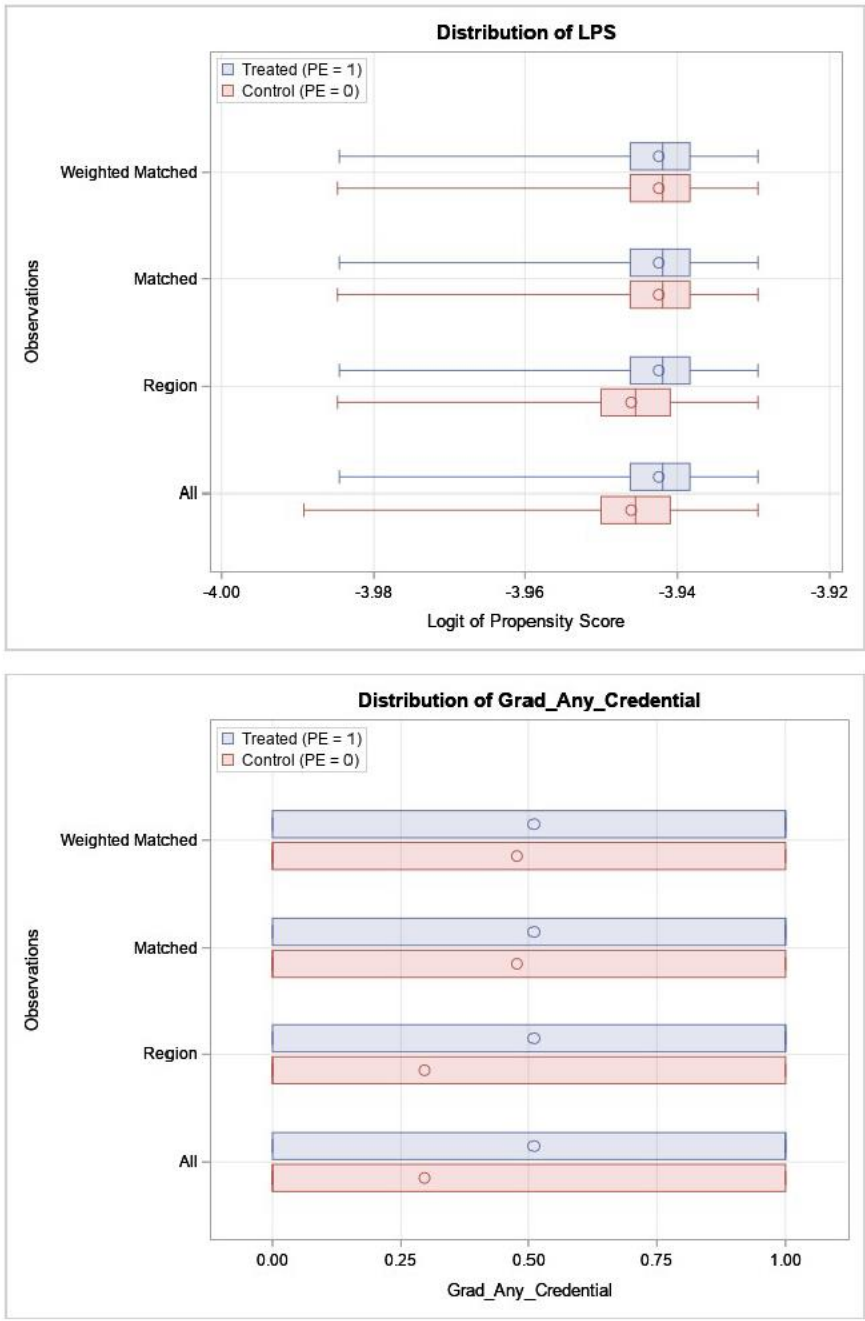 Distribution of LPS
Treated (PE = 1)
Control (PE = 0)
Observations
Weighted Matched
Matched
Region
All
-4.00 -3.98 -3.96 -3.94 -3.92
Logit of Propensity Score
Distribution of Grad_Any_Credential
Treated (PE = 1)
Control (PE = 0)
Observations
Weighted Matched
Matched
Region
All
0.00 0.25 0.50 0.75 1.00
Grad_Any_Credential